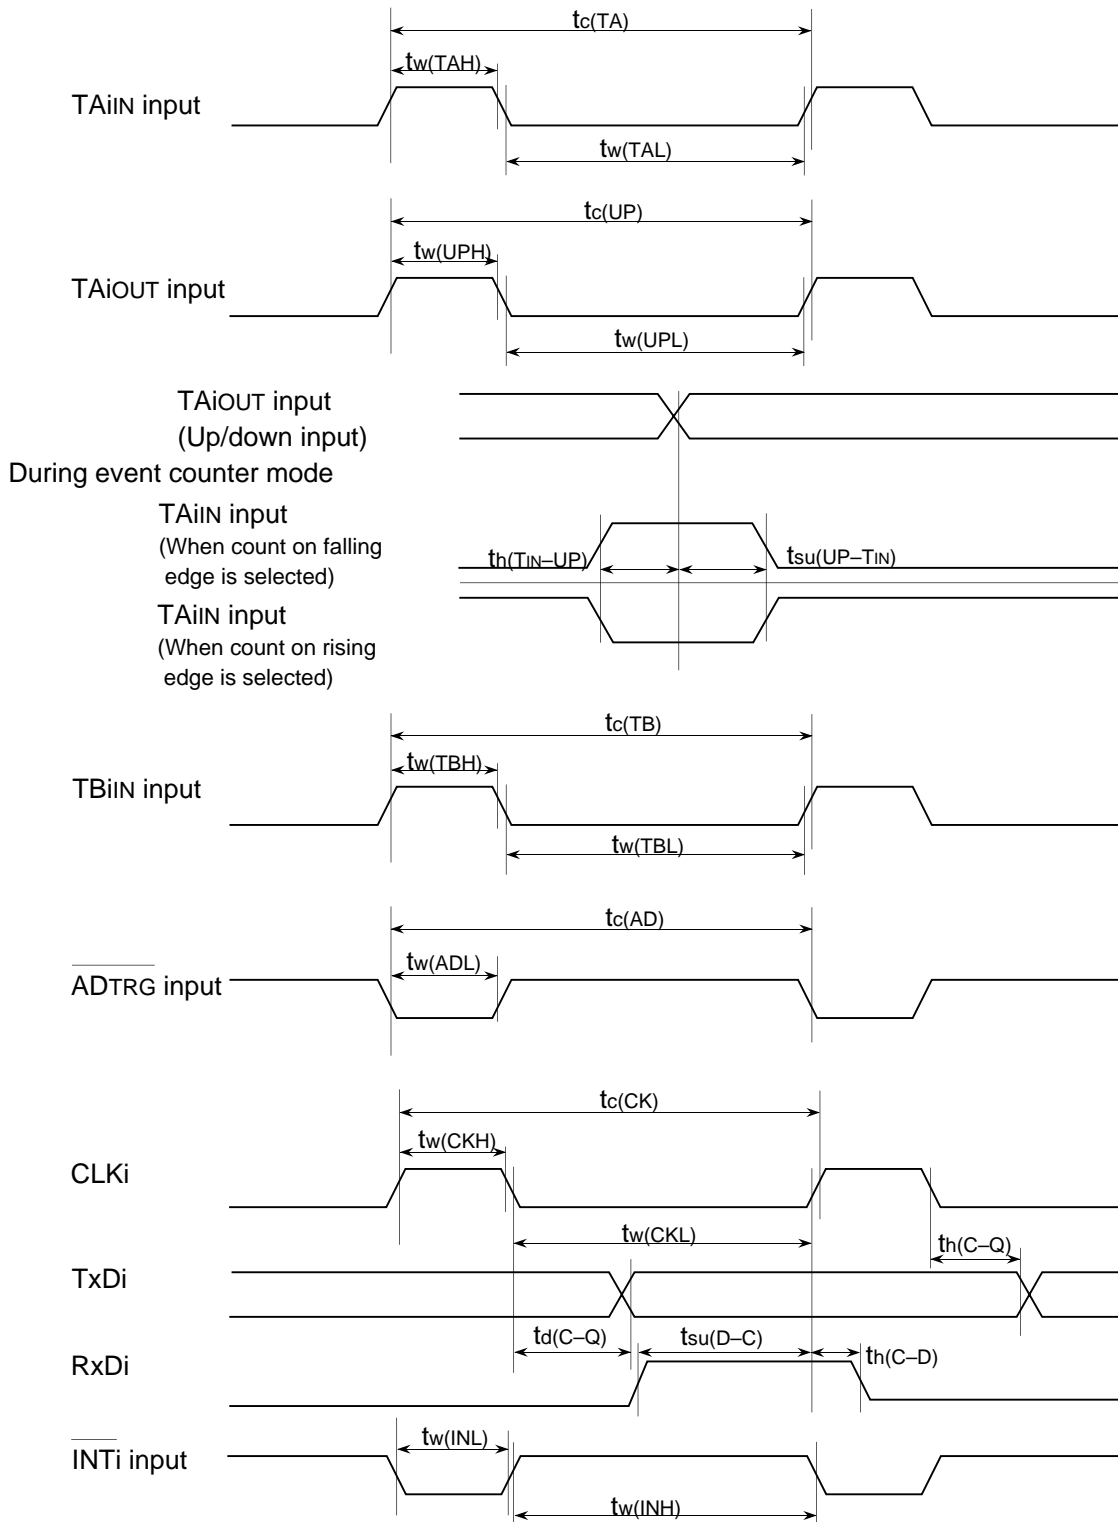 tc(TA)
tw(TAH)
TAiIN input
tw(TAL)
tc(UP)
tw(UPH)
TAiOUT input
tw(UPL)
TAiOUT input
(Up/down input)
During event counter mode
TAiIN input
(When count on falling
edge is selected)
th(TIN–UP)
tsu(UP–TIN)
TAiIN input
(When count on rising
edge is selected)
tc(TB)
tw(TBH)
TBiIN input
tw(TBL)
tc(AD)
tw(ADL)
ADTRG input
tc(CK)
tw(CKH)
CLKi
tw(CKL)
th(C–Q)
TxDi
td(C–Q)
tsu(D–C)
th(C–D)
RxDi
tw(INL)
INTi input
tw(INH)